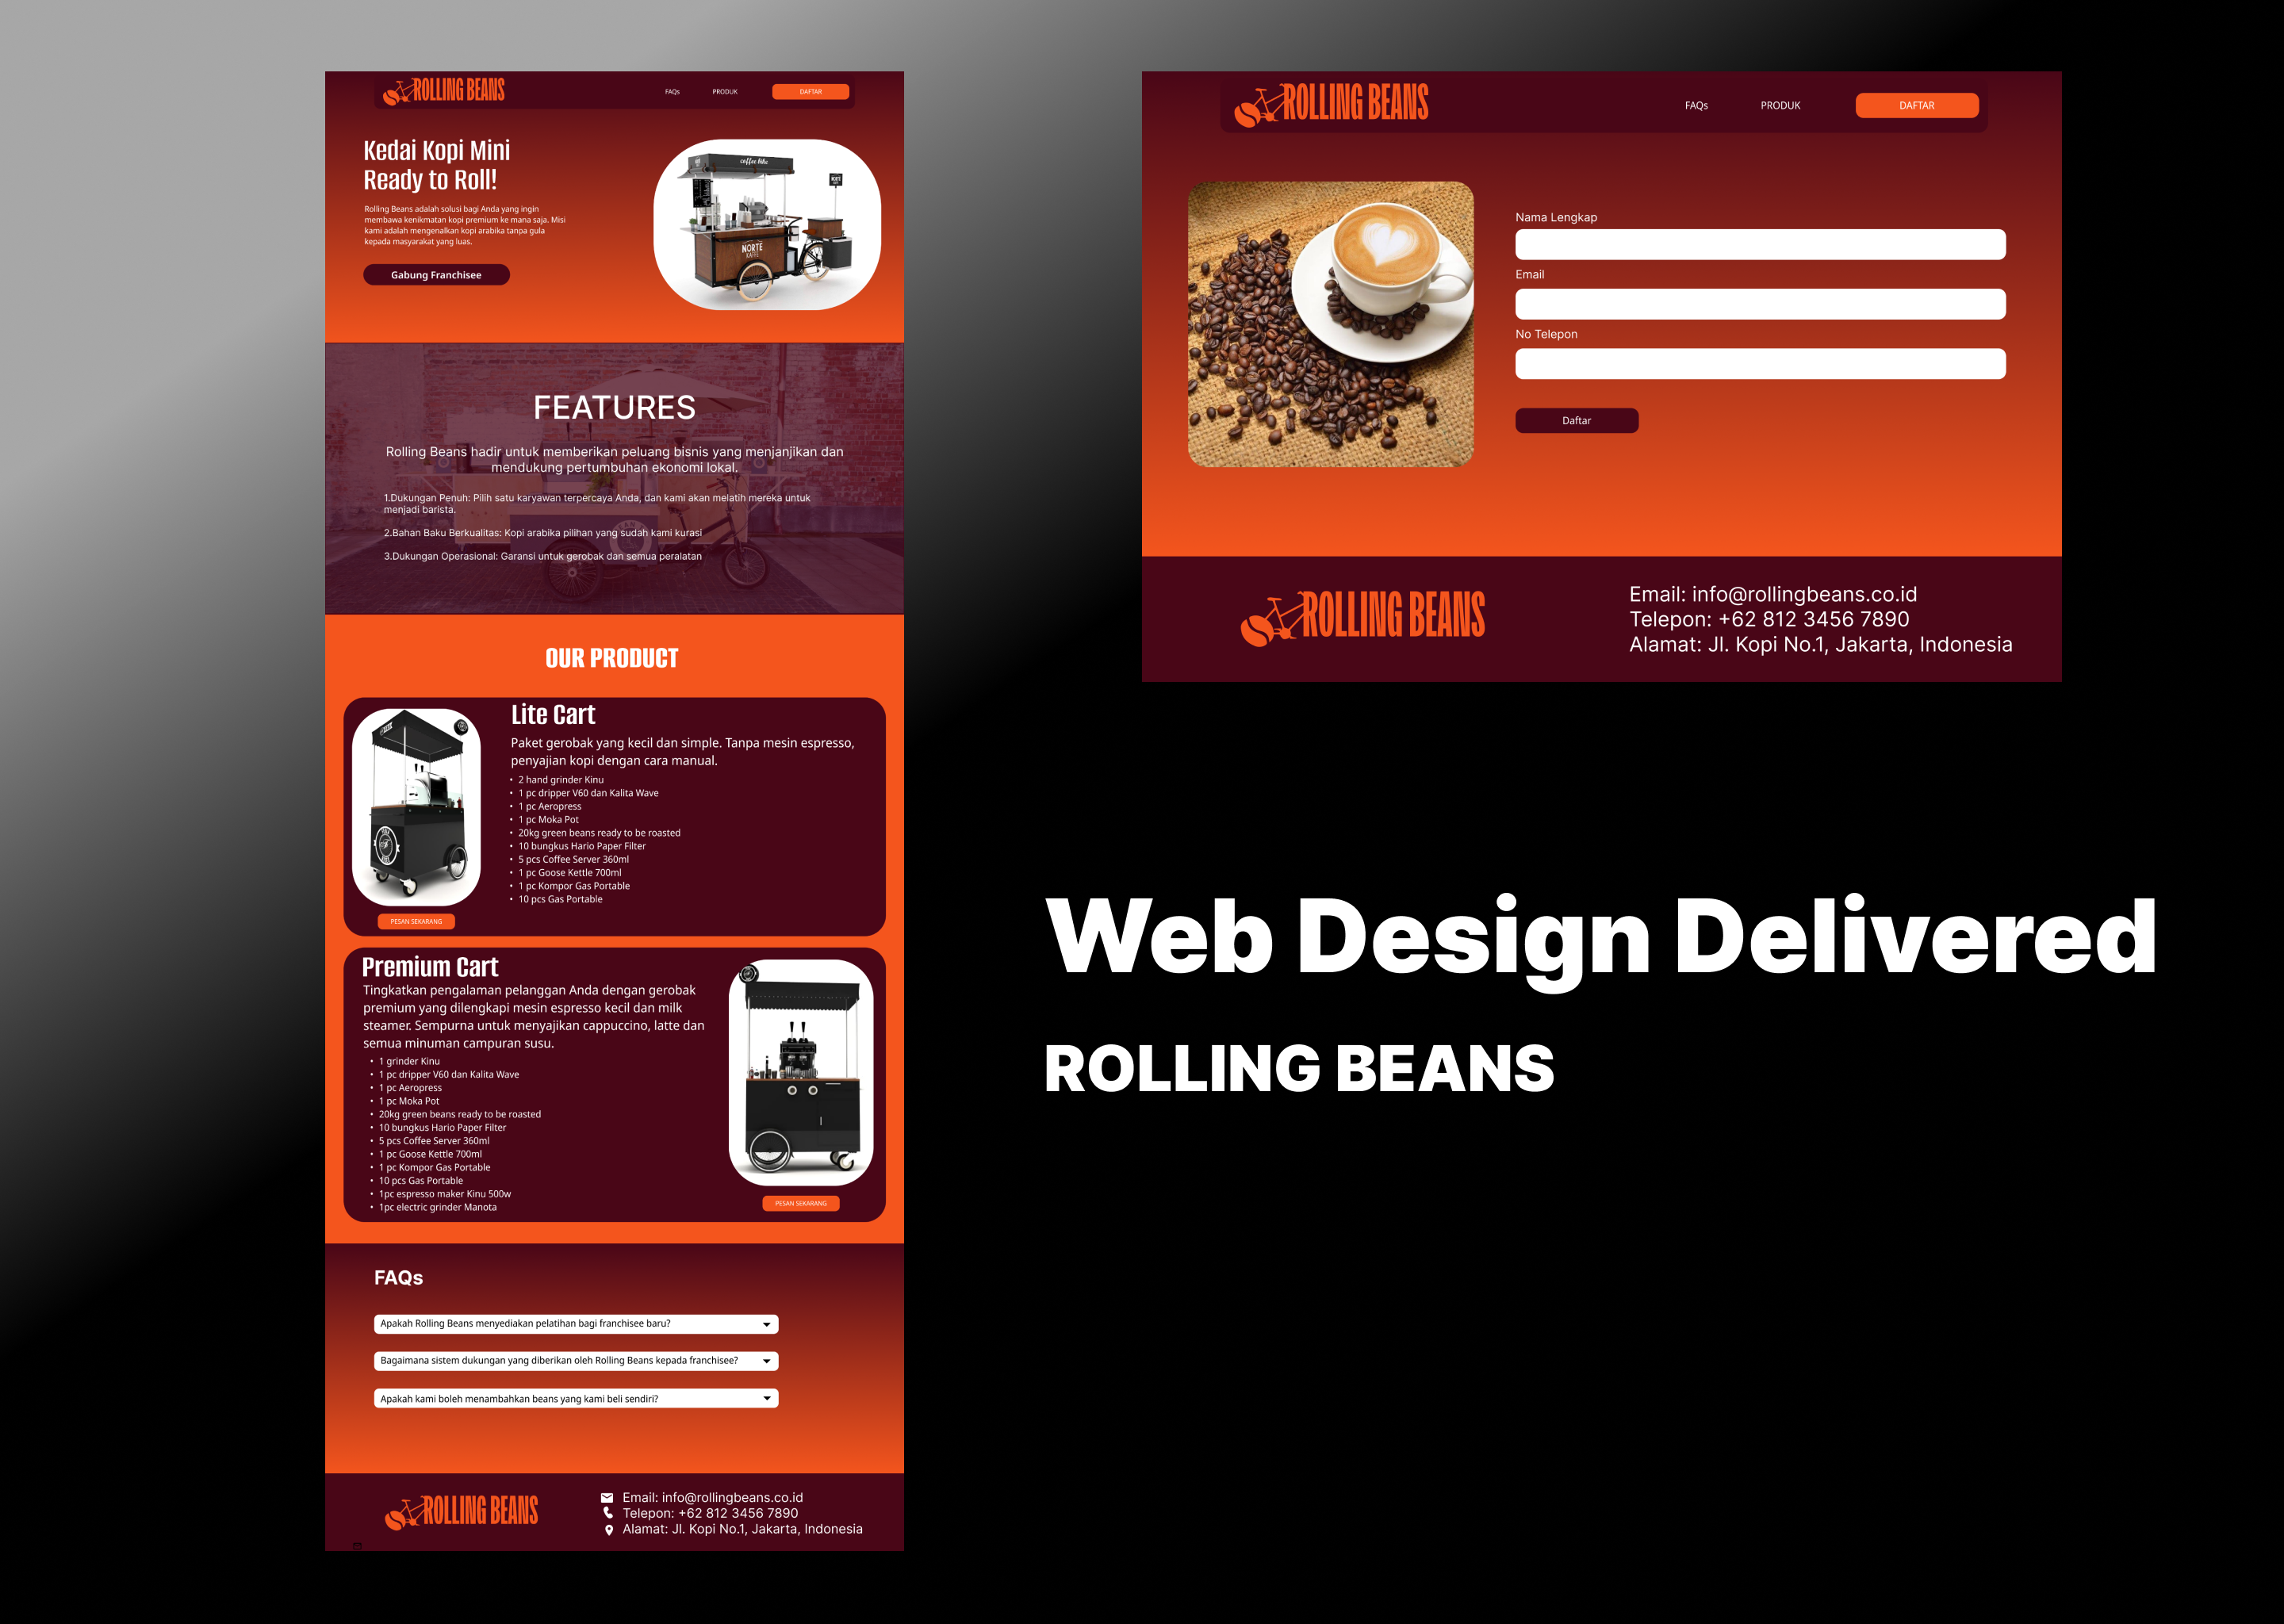 ROLLING BEANS
FAQs
PRODUK
DAFTAR
Kedai Kopi Mini
Ready to Roll!
Rolling Beans adalah solusi bagi Anda yang ingin
membawa kenikmatan kopi premium ke mana saja. Misi
kami adalah mengenalkan kopi arabika tanpa gula
kepada masyarakat yang luas.
Gabung Franchisee
coffee bike
NORTE
KAFFE
FEATURES
Rolling Beans hadir untuk memberikan peluang bisnis yang menjanjikan dan
mendukung pertumbuhan ekonomi lokal.
1.Dukungan Penuh: Pilih satu karyawan terpercaya Anda, dan kami akan melatih mereka untuk
menjadi barista.
2.Bahan Baku Berkualitas: Kopi arabika pilihan yang sudah kami kurasi
3.Dukungan Operasional: Garansi untuk gerobak dan semua peralatan
OUR PRODUCT
Lite Cart
Paket gerobak yang kecil dan simple. Tanpa mesin espresso,
penyajian kopi dengan cara manual.
• 2 hand grinder Kinu
• 1 pc dripper V60 dan Kalita Wave
• 1 pc Aeropress
• 1 pc Moka Pot
• 20kg green beans ready to be roasted
• 10 bungkus Hario Paper Filter
• 5 pcs Coffee Server 360ml
• 1 pc Goose Kettle 700ml
• 1 pc Kompor Gas Portable
• 10 pcs Gas Portable
PESAN SEKARANG
Premium Cart
Tingkatkan pengalaman pelanggan Anda dengan gerobak
premium yang dilengkapi mesin espresso kecil dan milk
steamer. Sempurna untuk menyajikan cappuccino, latte dan
semua minuman campuran susu.
• 1 grinder Kinu
• 1 pc dripper V60 dan Kalita Wave
• 1 pc Aeropress
• 1 pc Moka Pot
• 20kg green beans ready to be roasted
• 10 bungkus Hario Paper Filter
• 5 pcs Coffee Server 360ml
• 1 pc Goose Kettle 700ml
• 1 pc Kompor Gas Portable
• 10 pcs Gas Portable
• 1pc espresso maker Kinu 500w
• 1pc electric grinder Manota
PESAN SEKARANG
FAQs
Apakah Rolling Beans menyediakan pelatihan bagi franchisee baru?
Bagaimana sistem dukungan yang diberikan oleh Rolling Beans kepada franchisee?
Apakah kami boleh menambahkan beans yang kami beli sendiri?
ROLLING BEANS
Email: info@rollingbeans.co.id
Telepon: +62 812 3456 7890
Alamat: Jl. Kopi No.1, Jakarta, Indonesia
ROLLING BEANS
FAQs
PRODUK
DAFTAR
Nama Lengkap
Email
No Telepon
Daftar
ROLLING BEANS
Email: info@rollingbeans.co.id
Telepon: +62 812 3456 7890
Alamat: Jl. Kopi No.1, Jakarta, Indonesia
Web Design Delivered
ROLLING BEANS